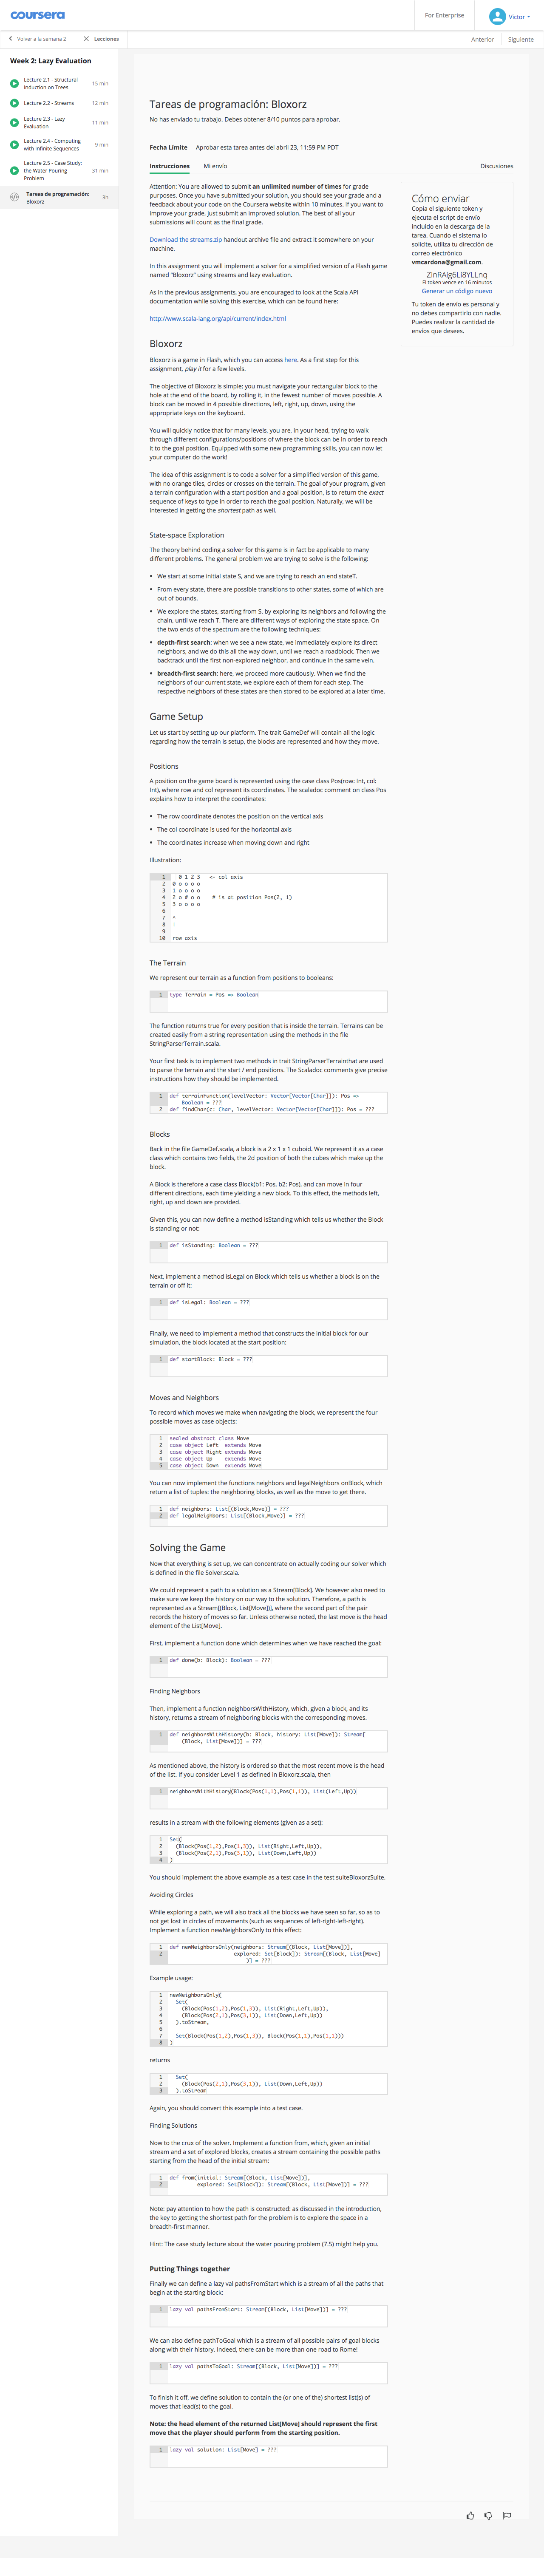 coursera
For Enterprise
Victor
Volver a la semana 2
Lecciones
Anterior
Siguiente
Week 2: Lazy Evaluation
Lecture 2.1 - Structural
Induction on Trees
15 min
Lecture 2.2 - Streams
12 min
Lecture 2.3 - Lazy
Evaluation
11 min
Lecture 2.4 - Computing
with Infinite Sequences
9 min
Lecture 2.5 - Case Study:
the Water Pouring
Problem
31 min
Tareas de programación:
Bloxorz
3h
Tareas de programación: Bloxorz
No has enviado tu trabajo. Debes obtener 8/10 puntos para aprobar.
Fecha Límite Aprobar esta tarea antes del abril 23, 11:59 PM PDT
Instrucciones
Mi envío
Discusiones
Attention: You are allowed to submit an unlimited number of times for grade
purposes. Once you have submitted your solution, you should see your grade and a
feedback about your code on the Coursera website within 10 minutes. If you want to
improve your grade, just submit an improved solution. The best of all your
submissions will count as the final grade.
Download the streams.zip handout archive file and extract it somewhere on your
machine.
In this assignment you will implement a solver for a simplified version of a Flash game
named "Bloxorz" using streams and lazy evaluation.
As in the previous assignments, you are encouraged to look at the Scala API
documentation while solving this exercise, which can be found here:
http://www.scala-lang.org/api/current/index.html
Cómo enviar
Copia el siguiente token y
ejecuta el script de envío
incluido en la descarga de la
tarea. Cuando el sistema lo
solicite, utiliza tu dirección de
correo electrónico
vmcardona@gmail.com.
ZinRAig6Li8YLLnq
El token vence en 16 minutos
Generar un código nuevo
Tu token de envío es personal y
no debes compartirlo con nadie.
Puedes realizar la cantidad de
envíos que desees.
Bloxorz
Bloxorz is a game in Flash, which you can access here. As a first step for this
assignment, play it for a few levels.
The objective of Bloxorz is simple; you must navigate your rectangular block to the
hole at the end of the board, by rolling it, in the fewest number of moves possible. A
block can be moved in 4 possible directions, left, right, up, down, using the
appropriate keys on the keyboard.
You will quickly notice that for many levels, you are, in your head, trying to walk
through different configurations/positions of where the block can be in order to reach
it to the goal position. Equipped with some new programming skills, you can now let
your computer do the work!
The idea of this assignment is to code a solver for a simplified version of this game,
with no orange tiles, circles or crosses on the terrain. The goal of your program, given
a terrain configuration with a start position and a goal position, is to return the exact
sequence of keys to type in order to reach the goal position. Naturally, we will be
interested in getting the shortest path as well.
State-space Exploration
The theory behind coding a solver for this game is in fact be applicable to many
different problems. The general problem we are trying to solve is the following:
• We start at some initial state S, and we are trying to reach an end stateT.
• From every state, there are possible transitions to other states, some of which are
out of bounds.
• We explore the states, starting from S. by exploring its neighbors and following the
chain, until we reach T. There are different ways of exploring the state space. On
the two ends of the spectrum are the following techniques:
• depth-first search: when we see a new state, we immediately explore its direct
neighbors, and we do this all the way down, until we reach a roadblock. Then we
backtrack until the first non-explored neighbor, and continue in the same vein.
• breadth-first search: here, we proceed more cautiously. When we find the
neighbors of our current state, we explore each of them for each step. The
respective neighbors of these states are then stored to be explored at a later time.
Game Setup
Let us start by setting up our platform. The trait GameDef will contain all the logic
regarding how the terrain is setup, the blocks are represented and how they move.
Positions
A position on the game board is represented using the case class Pos(row: Int, col:
Int), where row and col represent its coordinates. The scaladoc comment on class Pos
explains how to interpret the coordinates:
• The row coordinate denotes the position on the vertical axis
• The col coordinate is used for the horizontal axis
• The coordinates increase when moving down and right
Illustration:
1 0 1 2 3 <- col axis
2 0 o o o o
3 1 o o o o
4 2 o # o o # is at position Pos(2, 1)
5 3 o o o o
6
7 ^
8 |
9
10 row axis
The Terrain
We represent our terrain as a function from positions to booleans:
1 type Terrain = Pos => Boolean
The function returns true for every position that is inside the terrain. Terrains can be
created easily from a string representation using the methods in the file
StringParserTerrain.scala.
Your first task is to implement two methods in trait StringParserTerrainthat are used
to parse the terrain and the start / end positions. The Scaladoc comments give precise
instructions how they should be implemented.
1 def terrainFunction(levelVector: Vector[Vector[Char]]): Pos =>
Boolean = ???
2 def findChar(c: Char, levelVector: Vector[Vector[Char]]): Pos = ???
Blocks
Back in the file GameDef.scala, a block is a 2 x 1 x 1 cuboid. We represent it as a case
class which contains two fields, the 2d position of both the cubes which make up the
block.
A Block is therefore a case class Block(b1: Pos, b2: Pos), and can move in four
different directions, each time yielding a new block. To this effect, the methods left,
right, up and down are provided.
Given this, you can now define a method isStanding which tells us whether the Block
is standing or not:
1 def isStanding: Boolean = ???
Next, implement a method isLegal on Block which tells us whether a block is on the
terrain or off it:
1 def isLegal: Boolean = ???
Finally, we need to implement a method that constructs the initial block for our
simulation, the block located at the start position:
1 def startBlock: Block = ???
Moves and Neighbors
To record which moves we make when navigating the block, we represent the four
possible moves as case objects:
1 sealed abstract class Move
2 case object Left extends Move
3 case object Right extends Move
4 case object Up extends Move
5 case object Down extends Move
You can now implement the functions neighbors and legalNeighbors onBlock, which
return a list of tuples: the neighboring blocks, as well as the move to get there.
1 def neighbors: List[(Block,Move)] = ???
2 def legalNeighbors: List[(Block,Move)] = ???
Solving the Game
Now that everything is set up, we can concentrate on actually coding our solver which
is defined in the file Solver.scala.
We could represent a path to a solution as a Stream[Block]. We however also need to
make sure we keep the history on our way to the solution. Therefore, a path is
represented as a Stream[(Block, List[Move])], where the second part of the pair
records the history of moves so far. Unless otherwise noted, the last move is the head
element of the List[Move].
First, implement a function done which determines when we have reached the goal:
1 def done(b: Block): Boolean = ???
Finding Neighbors
Then, implement a function neighborsWithHistory, which, given a block, and its
history, returns a stream of neighboring blocks with the corresponding moves.
1 def neighborsWithHistory(b: Block, history: List[Move]): Stream[
(Block, List[Move])] = ???
As mentioned above, the history is ordered so that the most recent move is the head
of the list. If you consider Level 1 as defined in Bloxorz.scala, then
1 neighborsWithHistory(Block(Pos(1,1),Pos(1,1)), List(Left,Up))
results in a stream with the following elements (given as a set):
1 Set(
2 (Block(Pos(1,2),Pos(1,3)), List(Right,Left,Up)),
3 (Block(Pos(2,1),Pos(3,1)), List(Down,Left,Up))
4 )
You should implement the above example as a test case in the test suiteBloxorzSuite.
Avoiding Circles
While exploring a path, we will also track all the blocks we have seen so far, so as to
not get lost in circles of movements (such as sequences of left-right-left-right).
Implement a function newNeighborsOnly to this effect:
1 def newNeighborsOnly(neighbors: Stream[(Block, List[Move])],
2 explored: Set[Block]): Stream[(Block, List[Move]
)] = ???
Example usage:
1 newNeighborsOnly(
2 Set(
3 (Block(Pos(1,2),Pos(1,3)), List(Right,Left,Up)),
4 (Block(Pos(2,1),Pos(3,1)), List(Down,Left,Up))
5 ).toStream,
6
7 Set(Block(Pos(1,2),Pos(1,3)), Block(Pos(1,1),Pos(1,1)))
8 )
returns
1 Set(
2 (Block(Pos(2,1),Pos(3,1)), List(Down,Left,Up))
3 ).toStream
Again, you should convert this example into a test case.
Finding Solutions
Now to the crux of the solver. Implement a function from, which, given an initial
stream and a set of explored blocks, creates a stream containing the possible paths
starting from the head of the initial stream:
1 def from(initial: Stream[(Block, List[Move])],
2 explored: Set[Block]): Stream[(Block, List[Move])] = ???
Note: pay attention to how the path is constructed: as discussed in the introduction,
the key to getting the shortest path for the problem is to explore the space in a
breadth-first manner.
Hint: The case study lecture about the water pouring problem (7.5) might help you.
Putting Things together
Finally we can define a lazy val pathsFromStart which is a stream of all the paths that
begin at the starting block:
1 lazy val pathsFromStart: Stream[(Block, List[Move])] = ???
We can also define pathToGoal which is a stream of all possible pairs of goal blocks
along with their history. Indeed, there can be more than one road to Rome!
1 lazy val pathsToGoal: Stream[(Block, List[Move])] = ???
To finish it off, we define solution to contain the (or one of the) shortest list(s) of
moves that lead(s) to the goal.
Note: the head element of the returned List[Move] should represent the first
move that the player should perform from the starting position.
1 lazy val solution: List[Move] = ???